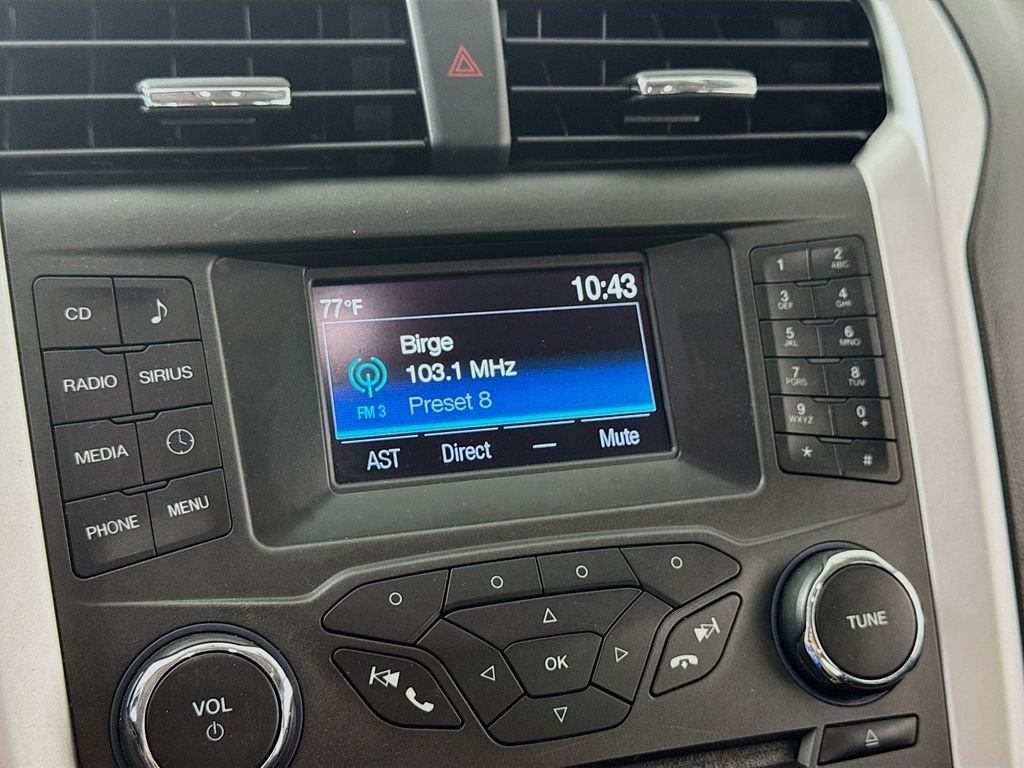 77°F 10:43
Birge
103.1 MHz
FM 3 Preset 8
AST Direct — Mute
CD
RADIO SIRIUS
MEDIA
PHONE MENU
1 2 ABC
3 DEF 4 GHI
5 JKL 6 MNO
7 PQRS 8 TUV
9 WXYZ 0 +
* #
OK
VOL
TUNE